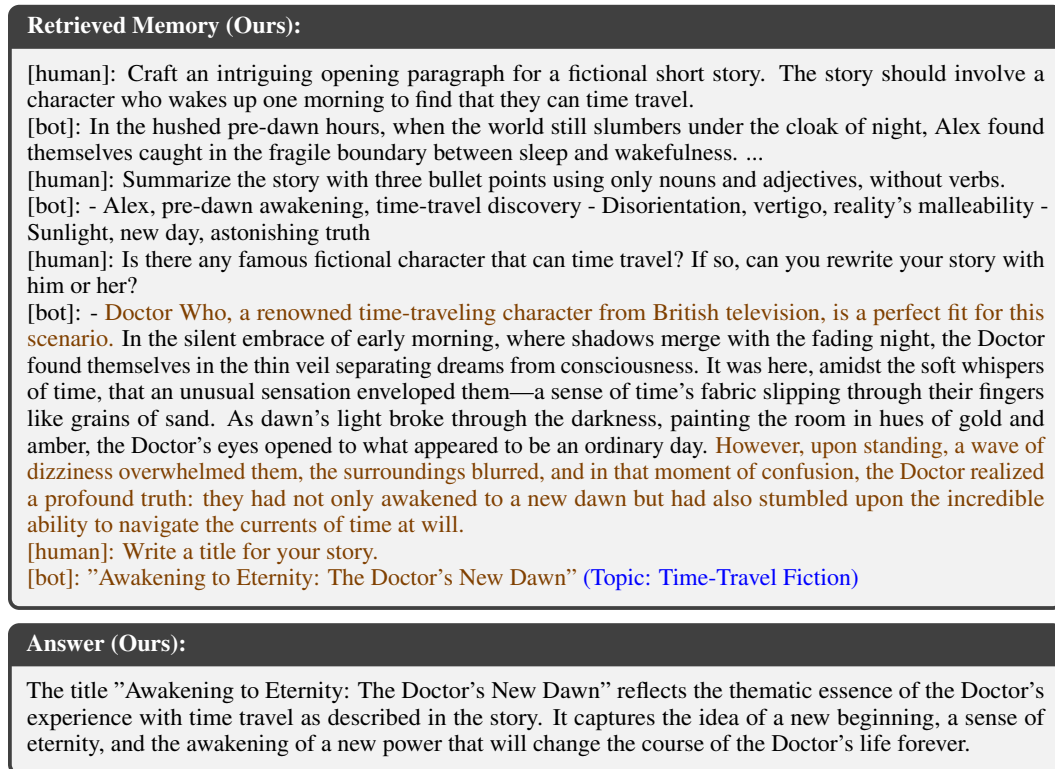 Retrieved Memory (Ours):
[human]: Craft an intriguing opening paragraph for a fictional short story. The story should involve a
character who wakes up one morning to find that they can time travel.
[bot]: In the hushed pre-dawn hours, when the world still slumbers under the cloak of night, Alex found
themselves caught in the fragile boundary between sleep and wakefulness. ...
[human]: Summarize the story with three bullet points using only nouns and adjectives, without verbs.
[bot]: - Alex, pre-dawn awakening, time-travel discovery - Disorientation, vertigo, reality's malleability -
Sunlight, new day, astonishing truth
[human]: Is there any famous fictional character that can time travel? If so, can you rewrite your story with
him or her?
[bot]: - Doctor Who, a renowned time-traveling character from British television, is a perfect fit for this
scenario. In the silent embrace of early morning, where shadows merge with the fading night, the Doctor
found themselves in the thin veil separating dreams from consciousness. It was here, amidst the soft whispers
of time, that an unusual sensation enveloped them—a sense of time's fabric slipping through their fingers
like grains of sand. As dawn's light broke through the darkness, painting the room in hues of gold and
amber, the Doctor's eyes opened to what appeared to be an ordinary day. However, upon standing, a wave of
dizziness overwhelmed them, the surroundings blurred, and in that moment of confusion, the Doctor realized
a profound truth: they had not only awakened to a new dawn but had also stumbled upon the incredible
ability to navigate the currents of time at will.
[human]: Write a title for your story.
[bot]: ”Awakening to Eternity: The Doctor's New Dawn” (Topic: Time-Travel Fiction)
Answer (Ours):
The title ”Awakening to Eternity: The Doctor's New Dawn” reflects the thematic essence of the Doctor's
experience with time travel as described in the story. It captures the idea of a new beginning, a sense of
eternity, and the awakening of a new power that will change the course of the Doctor's life forever.